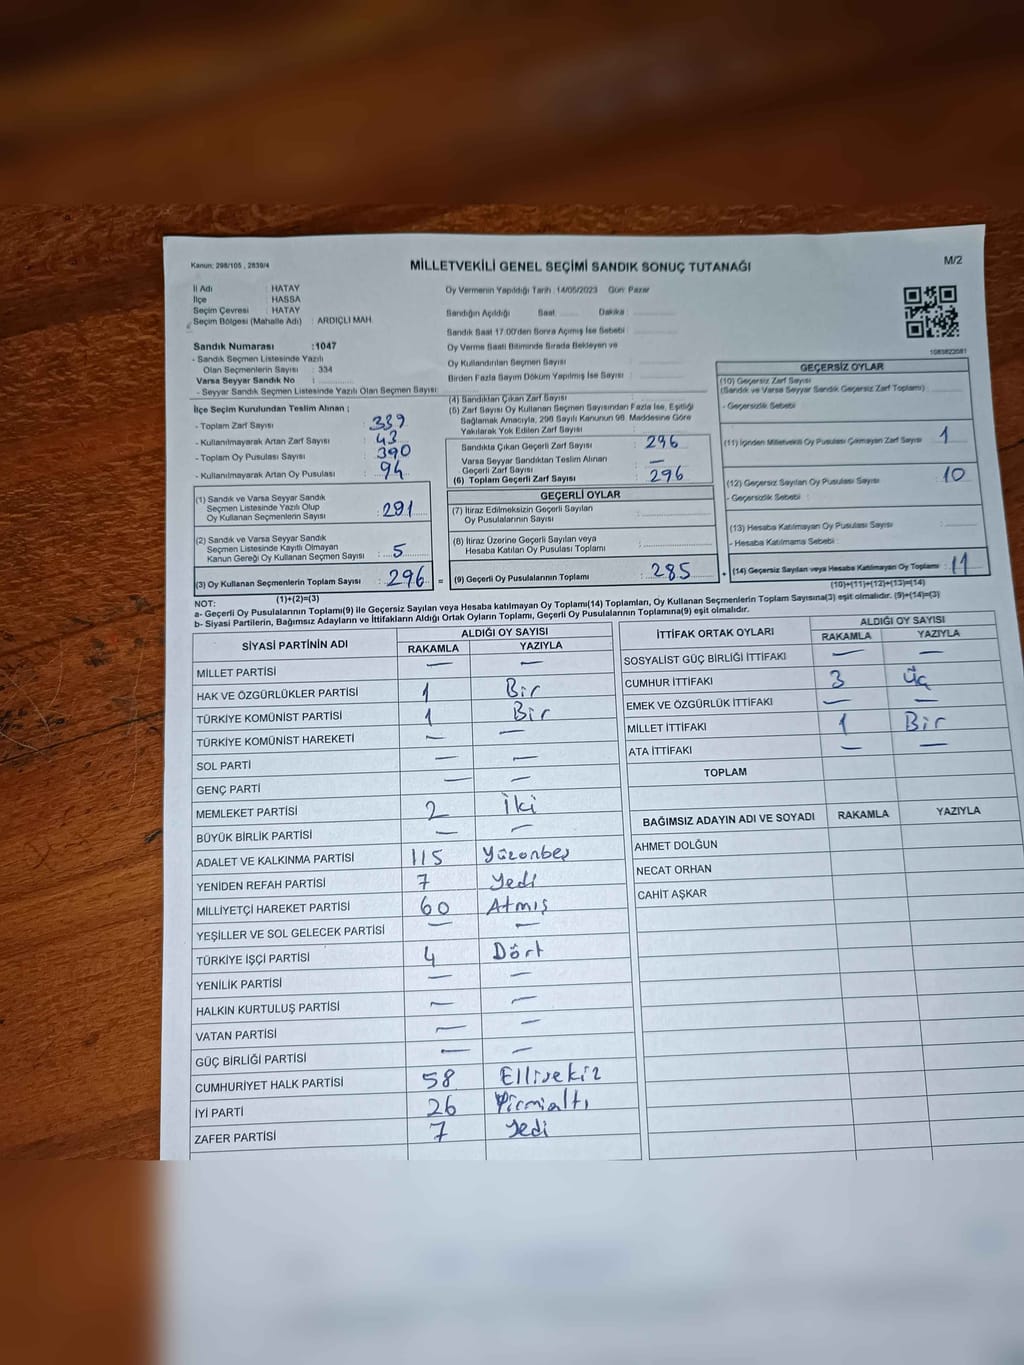 Kanun: 298/105 , 2839/4
MİLLETVEKİLİ GENEL SEÇİMİ SANDIK SONUÇ TUTANAĞI
M/2
İl Adı : HATAY
İlçe : HASSA
Seçim Çevresi : HATAY
Seçim Bölgesi (Mahalle Adı) : ARDIÇLI MAH.
Sandık Numarası :1047
- Sandık Seçmen Listesinde Yazılı
Olan Seçmenlerin Sayısı : 334
Varsa Seyyar Sandık No :
- Seyyar Sandık Seçmen Listesinde Yazılı Olan Seçmen Sayısı:
Oy Vermenin Yapıldığı Tarih : 14/05/2023 Gün: Pazar
Sandığın Açıldığı Saat Dakika :
Sandık Saat 17.00'den Sonra Açmış İse Sebebi :
Oy Verme Saati Bitiminde Sırada Bekleyen ve
Oy Kullandırılan Seçmen Sayısı
Birden Fazla Sayım Döküm Yapılmış İse Sayısı :
1085822081
İlçe Seçim Kurulundan Teslim Alınan ;
- Toplam Zarf Sayısı : 339
- Kullanılmayarak Artan Zarf Sayısı : 43
- Toplam Oy Pusulası Sayısı : 390
- Kullanılmayarak Artan Oy Pusulası : 94
(1) Sandık ve Varsa Seyyar Sandık
Seçmen Listesinde Yazılı Olup
Oy Kullanan Seçmenlerin Sayısı : 291
(2) Sandık ve Varsa Seyyar Sandık
Seçmen Listesinde Kayıtlı Olmayan
Kanun Gereği Oy Kullanan Seçmen Sayısı : 5
(3) Oy Kullanan Seçmenlerin Toplam Sayısı : 296 =
(1)+(2)=(3)
(4) Sandıktan Çıkan Zarf Sayısı :
(5) Zarf Sayısı Oy Kullanan Seçmen Sayısından Fazla İse, Eşitliği
Sağlamak Amacıyla, 298 Sayılı Kanunun 98. Maddesine Göre
Yakılarak Yok Edilen Zarf Sayısı :
Sandıkta Çıkan Geçerli Zarf Sayısı : 296
Varsa Seyyar Sandıktan Teslim Alınan
Geçerli Zarf Sayısı : —
(6) Toplam Geçerli Zarf Sayısı : 296
GEÇERLİ OYLAR
(7) İtiraz Edilmeksizin Geçerli Sayılan
Oy Pusulalarının Sayısı :
(8) İtiraz Üzerine Geçerli Sayılan veya
Hesaba Katılan Oy Pusulası Toplamı :
(9) Geçerli Oy Pusulalarının Toplamı : 285 +
GEÇERSİZ OYLAR
(10) Geçersiz Zarf Sayısı
(Sandık ve Varsa Seyyar Sandık Geçersiz Zarf Toplamı)
- Geçersizlik Sebebi :
(11) İçinden Milletvekili Oy Pusulası Çıkmayan Zarf Sayısı : 1
(12) Geçersiz Sayılan Oy Pusulası Sayısı : 10
- Geçersizlik Sebebi :
(13) Hesaba Katılmayan Oy Pusulası Sayısı :
- Hesaba Katılmama Sebebi :
(14) Geçersiz Sayılan veya Hesaba Katılmayan Oy Toplamı : 11
(10)+(11)+(12)+(13)=(14)
NOT:
a- Geçerli Oy Pusulalarının Toplamı(9) ile Geçersiz Sayılan veya Hesaba katılmayan Oy Toplamı(14) Toplamları, Oy Kullanan Seçmenlerin Toplam Sayısına(3) eşit olmalıdır. (9)+(14)=(3)
b- Siyasi Partilerin, Bağımsız Adayların ve İttifakların Aldığı Ortak Oyların Toplamı, Geçerli Oy Pusulalarının Toplamına(9) eşit olmalıdır.
SİYASİ PARTİNİN ADI ALDIĞI OY SAYISI
RAKAMLA YAZIYLA
MİLLET PARTİSİ — —
HAK VE ÖZGÜRLÜKLER PARTİSİ 1 Bir
TÜRKİYE KOMÜNİST PARTİSİ 1 Bir
TÜRKİYE KOMÜNİST HAREKETİ — —
SOL PARTİ — —
GENÇ PARTİ — —
MEMLEKET PARTİSİ 2 İki
BÜYÜK BİRLİK PARTİSİ — —
ADALET VE KALKINMA PARTİSİ 115 Yüzonbeş
YENİDEN REFAH PARTİSİ 7 Yedi
MİLLİYETÇİ HAREKET PARTİSİ 60 Atmış
YEŞİLLER VE SOL GELECEK PARTİSİ — —
TÜRKİYE İŞÇİ PARTİSİ 4 Dört
YENİLİK PARTİSİ — —
HALKIN KURTULUŞ PARTİSİ — —
VATAN PARTİSİ — —
GÜÇ BİRLİĞİ PARTİSİ — —
CUMHURİYET HALK PARTİSİ 58 Ellisekiz
İYİ PARTİ 26 Yirmialtı
ZAFER PARTİSİ 7 Yedi
İTTİFAK ORTAK OYLARI ALDIĞI OY SAYISI
RAKAMLA YAZIYLA
SOSYALİST GÜÇ BİRLİĞİ İTTİFAKI — —
CUMHUR İTTİFAKI 3 Üç
EMEK VE ÖZGÜRLÜK İTTİFAKI — —
MİLLET İTTİFAKI 1 Bir
ATA İTTİFAKI — —
TOPLAM
BAĞIMSIZ ADAYIN ADI VE SOYADI RAKAMLA YAZIYLA
AHMET DOLĞUN
NECAT ORHAN
CAHİT AŞKAR